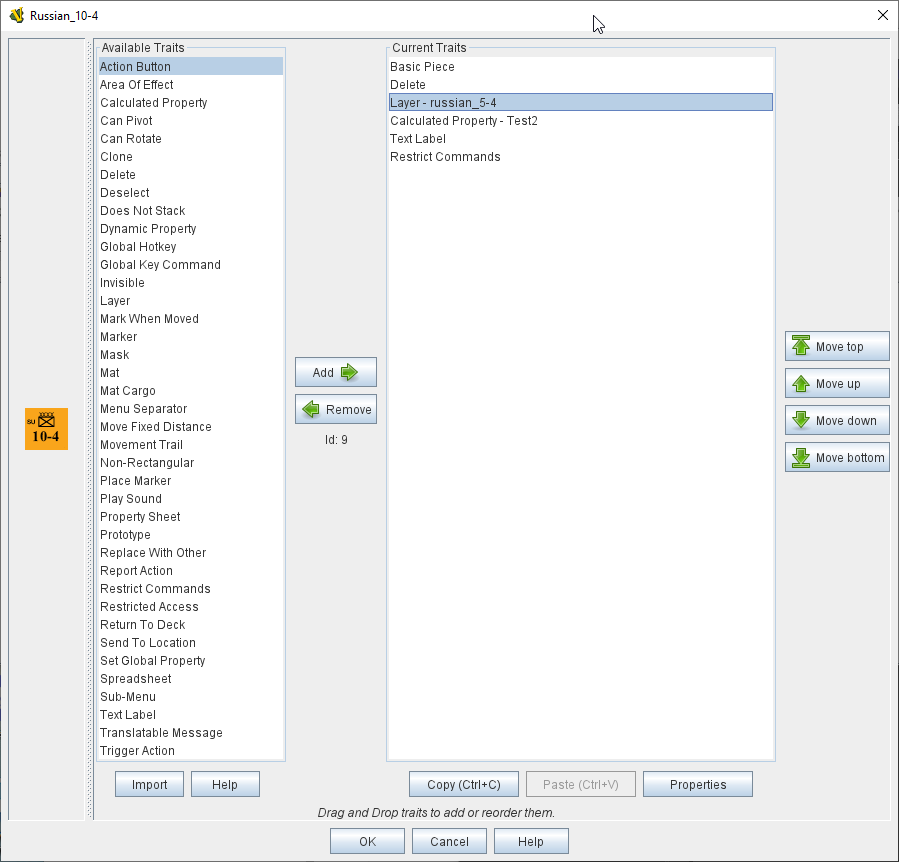 Russian_10-4
Available Traits
Action Button
Area Of Effect
Calculated Property
Can Pivot
Can Rotate
Clone
Delete
Deselect
Does Not Stack
Dynamic Property
Global Hotkey
Global Key Command
Invisible
Layer
Mark When Moved
Marker
Mask
Mat
Mat Cargo
Menu Separator
Move Fixed Distance
Movement Trail
Non-Rectangular
Place Marker
Play Sound
Property Sheet
Prototype
Replace With Other
Report Action
Restrict Commands
Restricted Access
Return To Deck
Send To Location
Set Global Property
Spreadsheet
Sub-Menu
Text Label
Translatable Message
Trigger Action
Import
Help
Add
Remove
Id: 9
Current Traits
Basic Piece
Delete
Layer - russian_5-4
Calculated Property - Test2
Text Label
Restrict Commands
Copy (Ctrl+C)
Paste (Ctrl+V)
Properties
Move top
Move up
Move down
Move bottom
XXXX
SU
10-4
Drag and Drop traits to add or reorder them.
OK
Cancel
Help